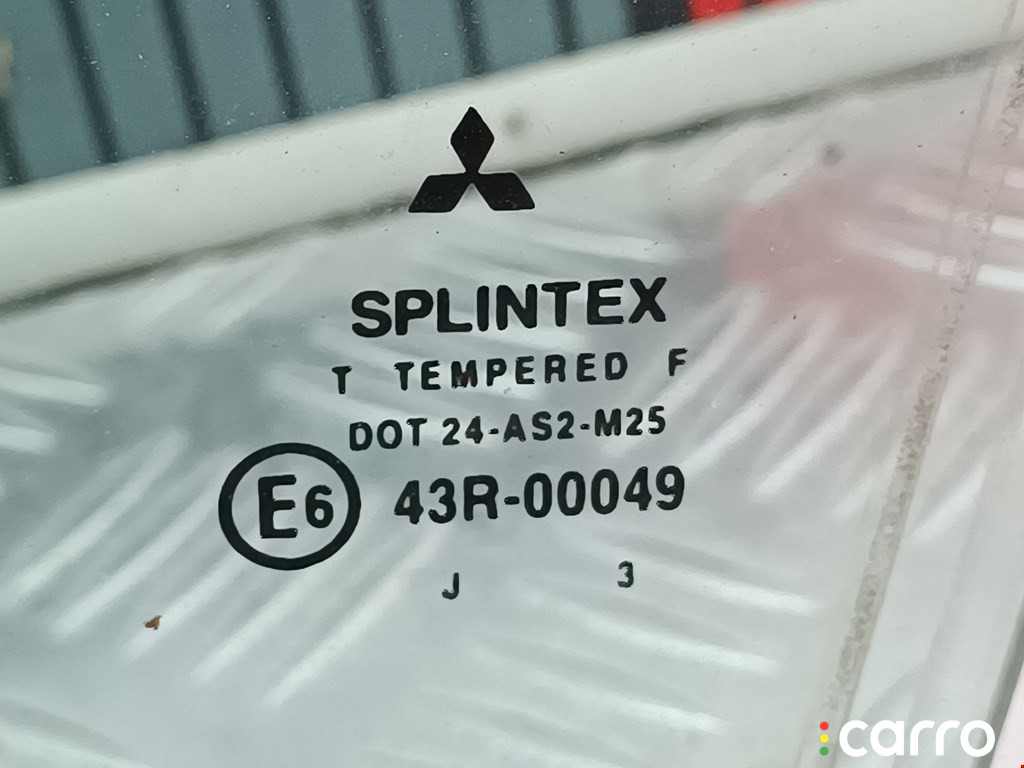 SPLINTEX
T TEMPERED F
DOT 24-AS2-M25
E6 43R-00049
J 3
carro